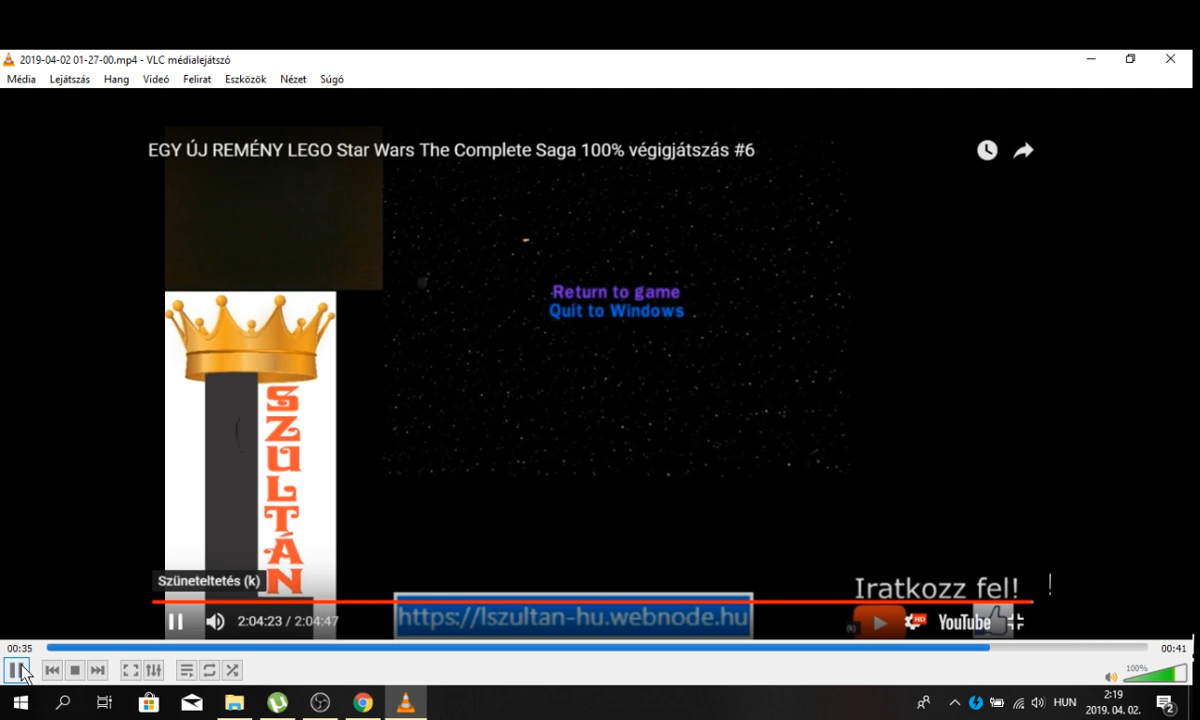 2019-04-02 01-27-00.mp4 - VLC médialejátszó
Média Lejátszás Hang Videó Felirat Eszközök Nézet Súgó
EGY ÚJ REMÉNY LEGO Star Wars The Complete Saga 100% végigjátszás #6
Return to game
Quit to Windows
SZULTÁN
Szüneteltetés (k)
Iratkozz fel! !
2:04:23 / 2:04:47
https://lszultan-hu.webnode.hu
HD
YouTube
00:35
00:41
100%
HUN
2:19
2019. 04. 02.
2